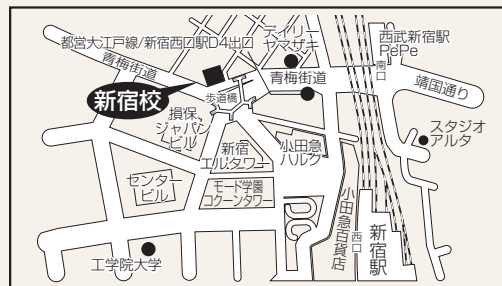 都営大江戸線/新宿西口駅D4出口
デイリー
ヤマザキ
西武新宿駅
PePe
南口
青梅街道
青梅街道
靖国通り
新宿校
歩道橋
損保
ジャパン
ビル
新宿
エルタワー
小田急
ハルク
スタジオ
アルタ
センター
ビル
モード学園
コクーンタワー
小田急百貨店
西口
新宿駅
工学院大学